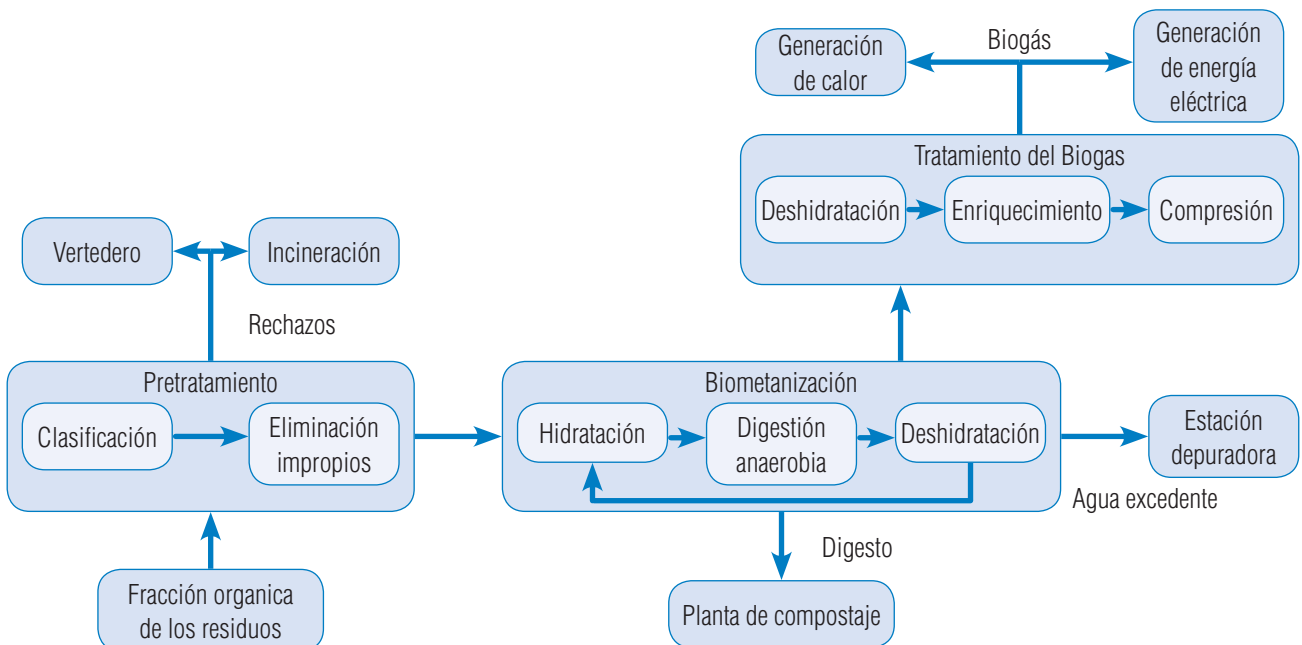 Generación
de calor
Biogás
Generación
de energía
eléctrica
Tratamiento del Biogas
Deshidratación
Enriquecimiento
Compresión
Vertedero
Incineración
Rechazos
Pretratamiento
Clasificación
Eliminación
impropios
Biometanización
Hidratación
Digestión
anaerobia
Deshidratación
Estación
depuradora
Agua excedente
Digesto
Fracción organica
de los residuos
Planta de compostaje